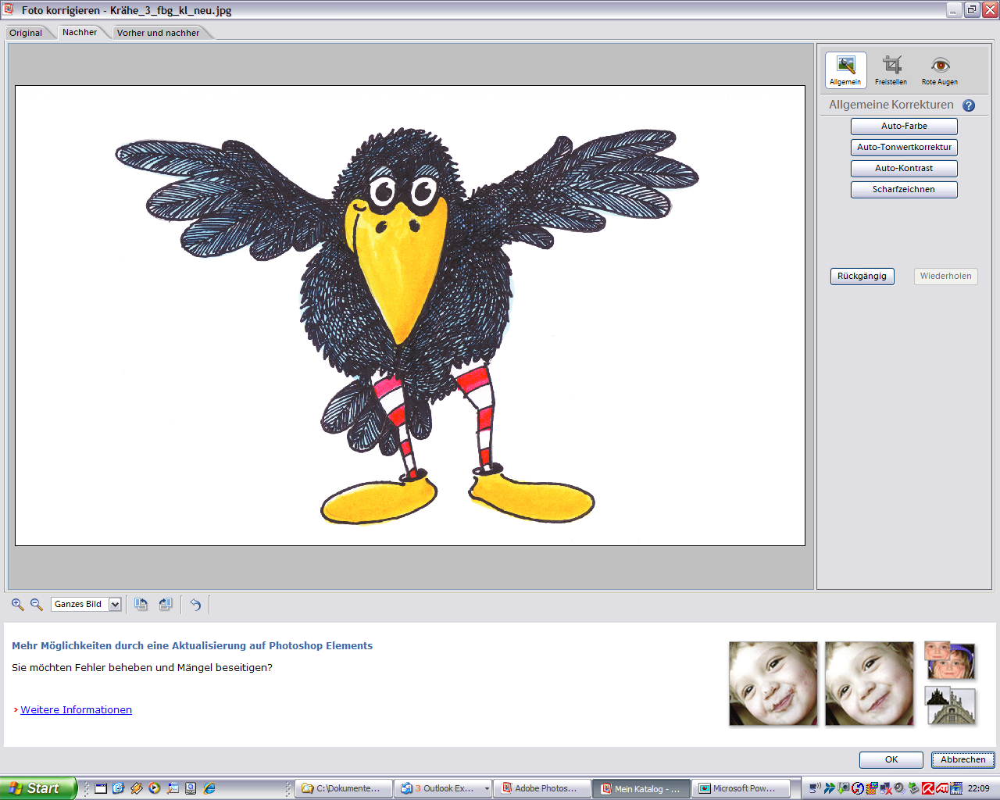 Foto korrigieren - Krähe_3_fbg_kl_neu.jpg
Original
Nachher
Vorher und nachher
Allgemein
Freistellen
Rote Augen
Allgemeine Korrekturen
?
Auto-Farbe
Auto-Tonwertkorrektur
Auto-Kontrast
Scharfzeichnen
Rückgängig
Wiederholen
Ganzes Bild
Mehr Möglichkeiten durch eine Aktualisierung auf Photoshop Elements
Sie möchten Fehler beheben und Mängel beseitigen?
Weitere Informationen
OK
Abbrechen
Start
C:\Dokumente...
3 Outlook Ex...
Adobe Photos...
Mein Katalog - ...
Microsoft Pow...
22:09